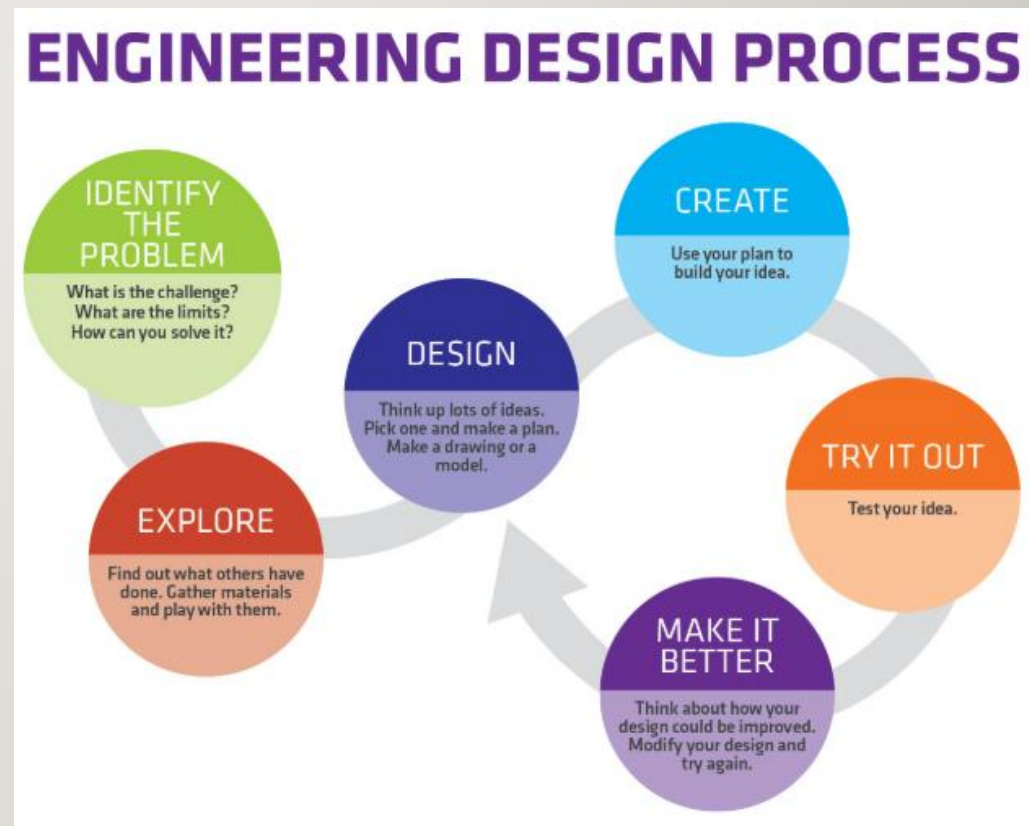 ENGINEERING DESIGN PROCESS
IDENTIFY
THE
PROBLEM
What is the challenge?
What are the limits?
How can you solve it?
EXPLORE
Find out what others have
done. Gather materials
and play with them.
DESIGN
Think up lots of ideas.
Pick one and make a plan.
Make a drawing or a
model.
CREATE
Use your plan to
build your idea.
TRY IT OUT
Test your idea.
MAKE IT
BETTER
Think about how your
design could be improved.
Modify your design and
try again.